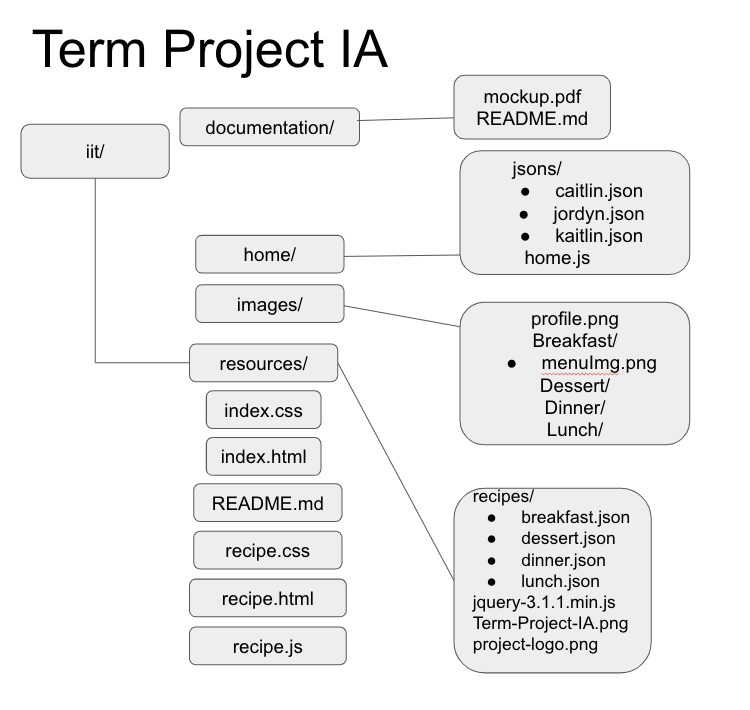 Term Project IA
iit/
documentation/
mockup.pdf
README.md
home/
jsons/
● caitlin.json
● jordyn.json
● kaitlin.json
home.js
images/
profile.png
Breakfast/
● menuImg.png
Dessert/
Dinner/
Lunch/
resources/
recipes/
● breakfast.json
● dessert.json
● dinner.json
● lunch.json
jquery-3.1.1.min.js
Term-Project-IA.png
project-logo.png
index.css
index.html
README.md
recipe.css
recipe.html
recipe.js